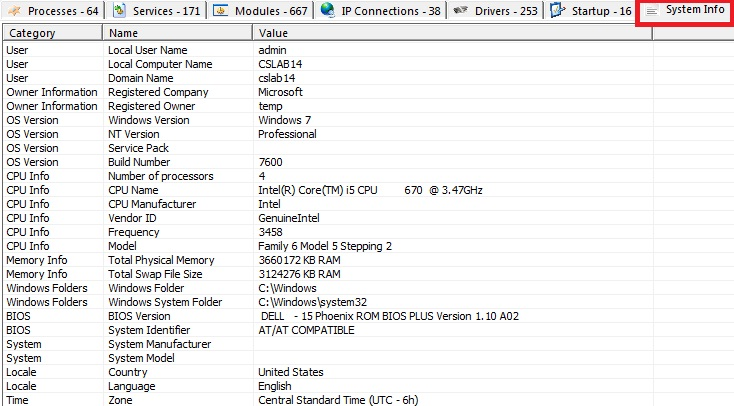 Processes - 64 Services - 171 Modules - 667 IP Connections - 38 Drivers - 253 Startup - 16 System Info
Category Name Value
User Local User Name admin
User Local Computer Name CSLAB14
User Domain Name cslab14
Owner Information Registered Company Microsoft
Owner Information Registered Owner temp
OS Version Windows Version Windows 7
OS Version NT Version Professional
OS Version Service Pack
OS Version Build Number 7600
CPU Info Number of processors 4
CPU Info CPU Name Intel(R) Core(TM) i5 CPU 670 @ 3.47GHz
CPU Info CPU Manufacturer Intel
CPU Info Vendor ID GenuineIntel
CPU Info Frequency 3458
CPU Info Model Family 6 Model 5 Stepping 2
Memory Info Total Physical Memory 3660172 KB RAM
Memory Info Total Swap File Size 3124276 KB RAM
Windows Folders Windows Folder C:\Windows
Windows Folders Windows System Folder C:\Windows\system32
BIOS BIOS Version DELL - 15 Phoenix ROM BIOS PLUS Version 1.10 A02
BIOS System Identifier AT/AT COMPATIBLE
System System Manufacturer
System System Model
Locale Country United States
Locale Language English
Time Zone Central Standard Time (UTC - 6h)